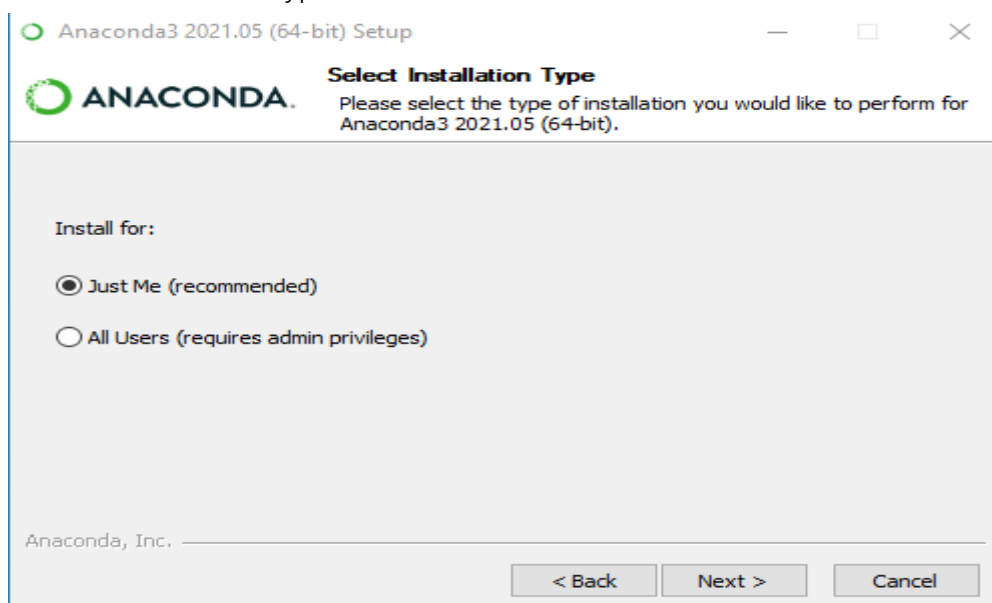 Anaconda3 2021.05 (64-bit) Setup
ANACONDA.
Select Installation Type
Please select the type of installation you would like to perform for
Anaconda3 2021.05 (64-bit).
Install for:
Just Me (recommended)
All Users (requires admin privileges)
Anaconda, Inc.
< Back
Next >
Cancel